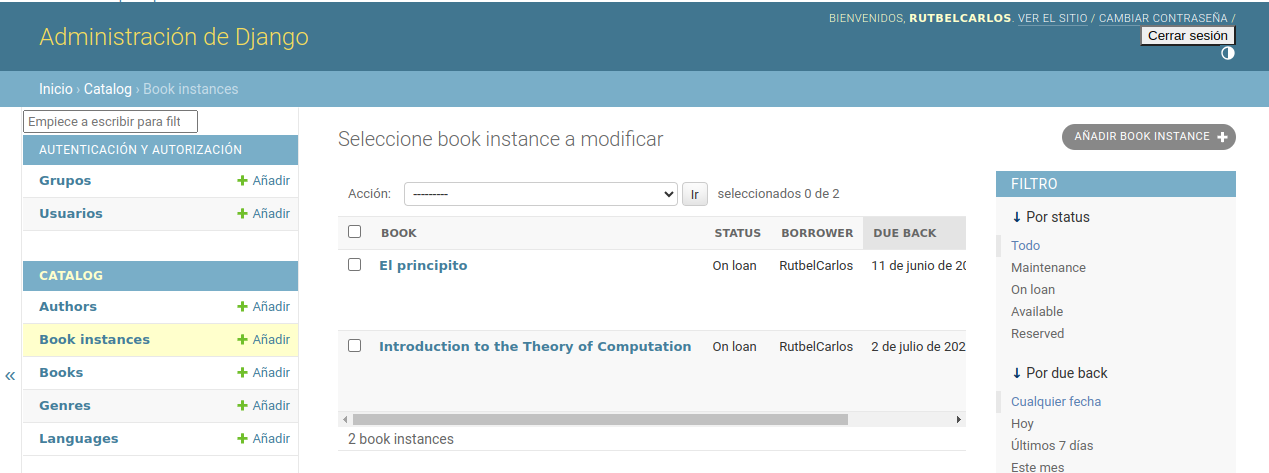 BIENVENIDOS, RUTBELCARLOS. VER EL SITIO / CAMBIAR CONTRASEÑA /
Administración de Django
Cerrar sesión
Inicio › Catalog › Book instances
Empiece a escribir para filt
AUTENTICACIÓN Y AUTORIZACIÓN
Grupos + Añadir
Usuarios + Añadir
CATALOG
Authors + Añadir
Book instances + Añadir
Books + Añadir
Genres + Añadir
Languages + Añadir
«
Seleccione book instance a modificar
AÑADIR BOOK INSTANCE +
Acción: --------- Ir seleccionados 0 de 2
BOOK STATUS BORROWER DUE BACK
El principito On loan RutbelCarlos 11 de junio de 20
Introduction to the Theory of Computation On loan RutbelCarlos 2 de julio de 202
2 book instances
FILTRO
↓ Por status
Todo
Maintenance
On loan
Available
Reserved
↓ Por due back
Cualquier fecha
Hoy
Últimos 7 días
Este mes